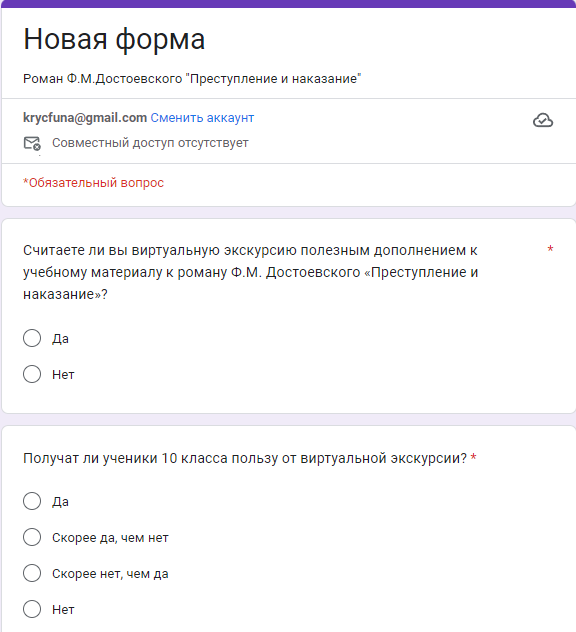 Новая форма
Роман Ф.М.Достоевского "Преступление и наказание"
krycfuna@gmail.com Сменить аккаунт
Совместный доступ отсутствует
*Обязательный вопрос
Считаете ли вы виртуальную экскурсию полезным дополнением к *
учебному материалу к роману Ф.М. Достоевского «Преступление и
наказание»?
Да
Нет
Получат ли ученики 10 класса пользу от виртуальной экскурсии? *
Да
Скорее да, чем нет
Скорее нет, чем да
Нет